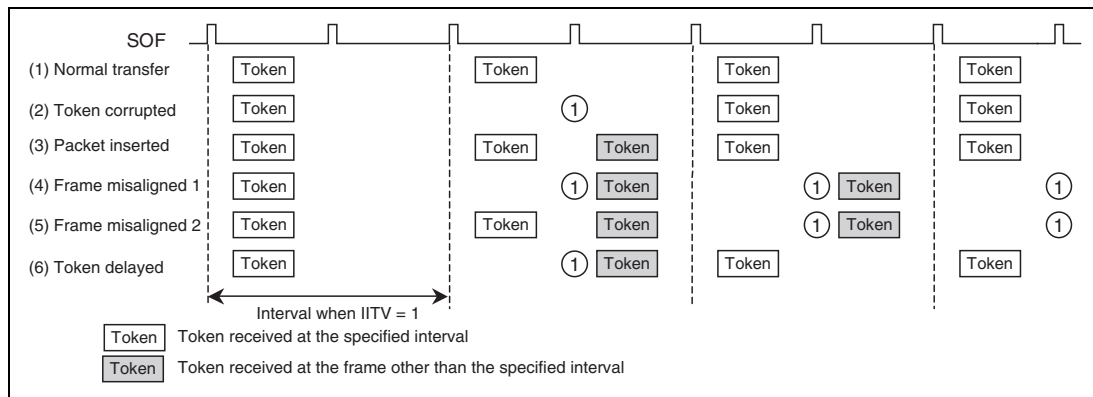 SOF
(1) Normal transfer Token Token Token Token
(2) Token corrupted Token 1 Token Token
(3) Packet inserted Token Token Token Token Token
(4) Frame misaligned 1 Token 1 Token 1 Token 1
(5) Frame misaligned 2 Token Token Token 1 Token 1
(6) Token delayed Token 1 Token Token Token
Interval when IITV = 1
Token Token received at the specified interval
Token Token received at the frame other than the specified interval